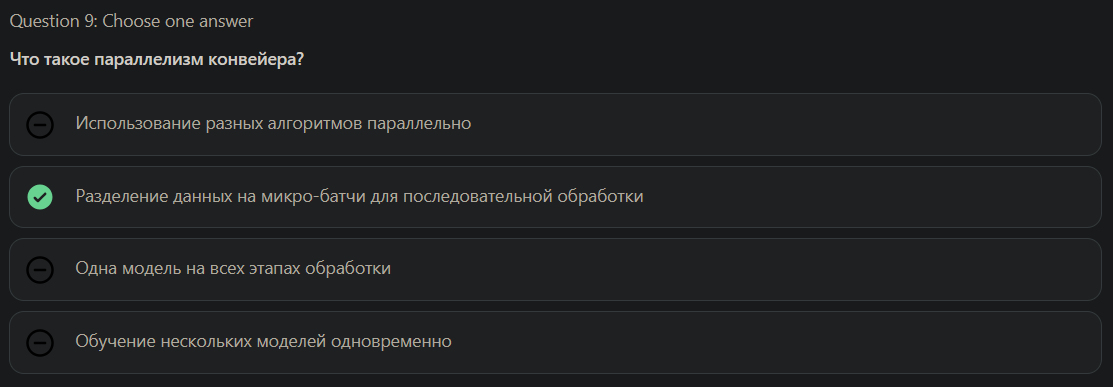 Question 9: Choose one answer
Что такое параллелизм конвейера?
Использование разных алгоритмов параллельно
Разделение данных на микро-батчи для последовательной обработки
Одна модель на всех этапах обработки
Обучение нескольких моделей одновременно